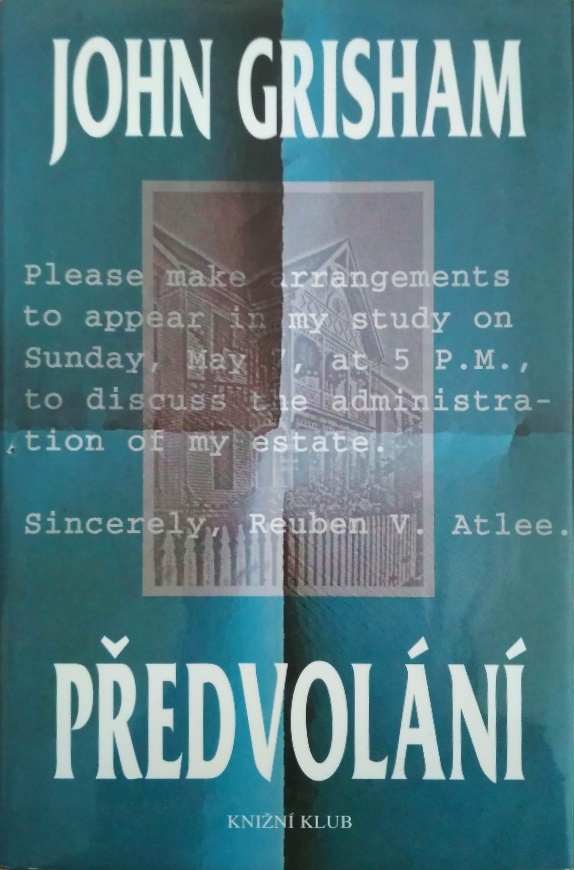 JOHN GRISHAM
Please make arrangements
to appear in my study on
Sunday, May 7, at 5 P.M.,
to discuss the administra-
tion of my estate.
Sincerely, Reuben V. Atlee.
PŘEDVOLÁNÍ
KNIŽNÍ KLUB